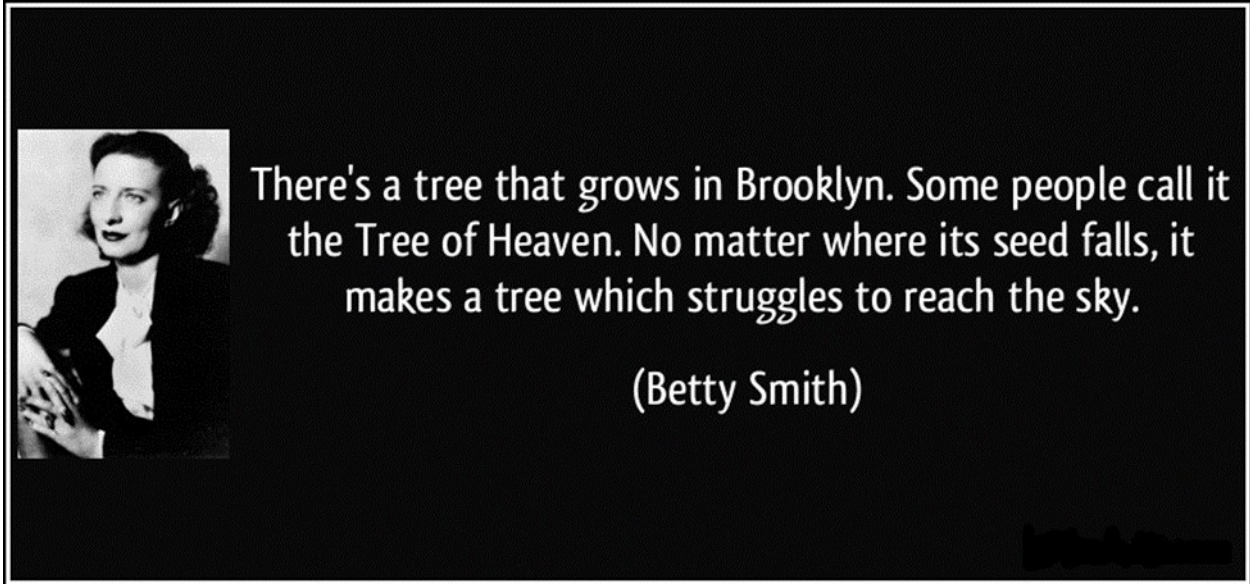 There's a tree that grows in Brooklyn. Some people call it
the Tree of Heaven. No matter where its seed falls, it
makes a tree which struggles to reach the sky.
(Betty Smith)